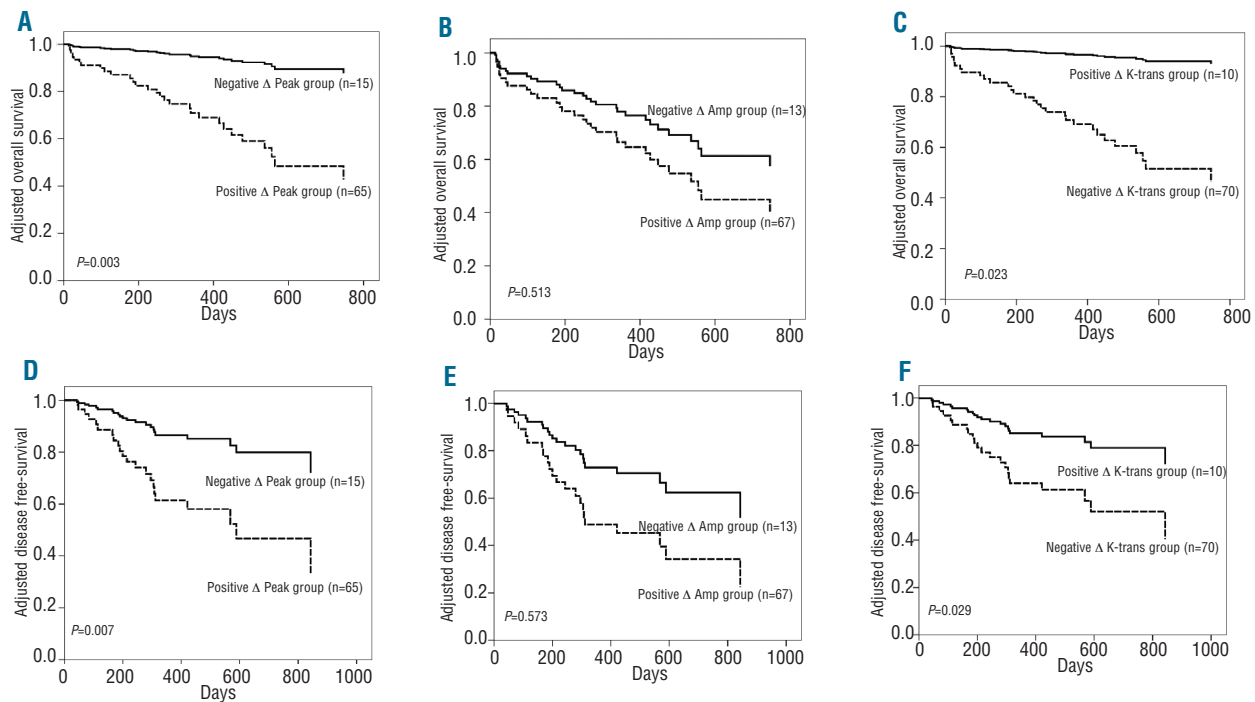 A
Adjusted overall survival
1.0
0.8
0.6
0.4
0.2
0.0
Negative Δ Peak group (n=15)
Positive Δ Peak group (n=65)
P=0.003
0 200 400 600 800
Days
B
Adjusted overall survival
1.0
0.8
0.6
0.4
0.2
0.0
Negative Δ Amp group (n=13)
Positive Δ Amp group (n=67)
P=0.513
0 200 400 600 800
Days
C
Adjusted overall survival
1.0
0.8
0.6
0.4
0.2
0.0
Positive Δ K-trans group (n=10)
Negative Δ K-trans group (n=70)
P=0.023
0 200 400 600 800
Days
D
Adjusted disease free-survival
1.0
0.8
0.6
0.4
0.2
0.0
Negative Δ Peak group (n=15)
Positive Δ Peak group (n=65)
P=0.007
0 200 400 600 800 1000
Days
E
Adjusted disease free-survival
1.0
0.8
0.6
0.4
0.2
0.0
Negative Δ Amp group (n=13)
Positive Δ Amp group (n=67)
P=0.573
0 200 400 600 800 1000
Days
F
Adjusted disease free-survival
1.0
0.8
0.6
0.4
0.2
0.0
Positive Δ K-trans group (n=10)
Negative Δ K-trans group (n=70)
P=0.029
0 200 400 600 800 1000
Days